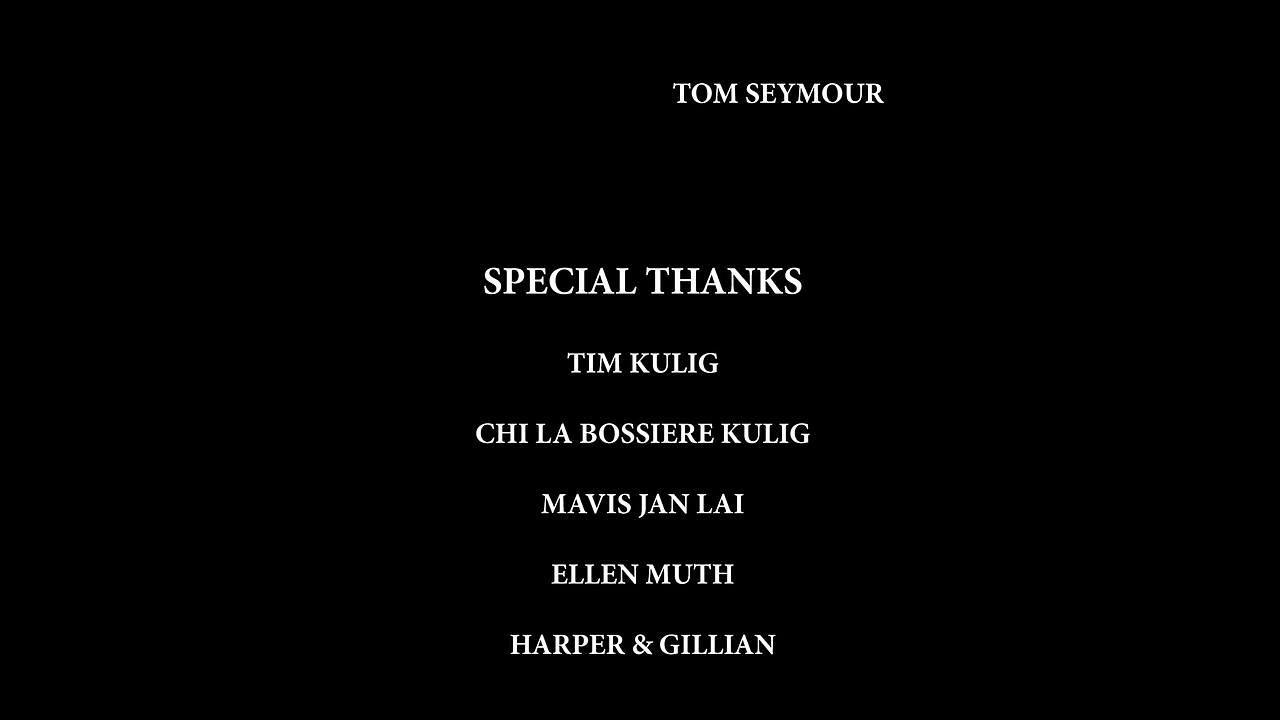 TOM SEYMOUR
SPECIAL THANKS
TIM KULIG
CHI LA BOSSIERE KULIG
MAVIS JAN LAI
ELLEN MUTH
HARPER & GILLIAN